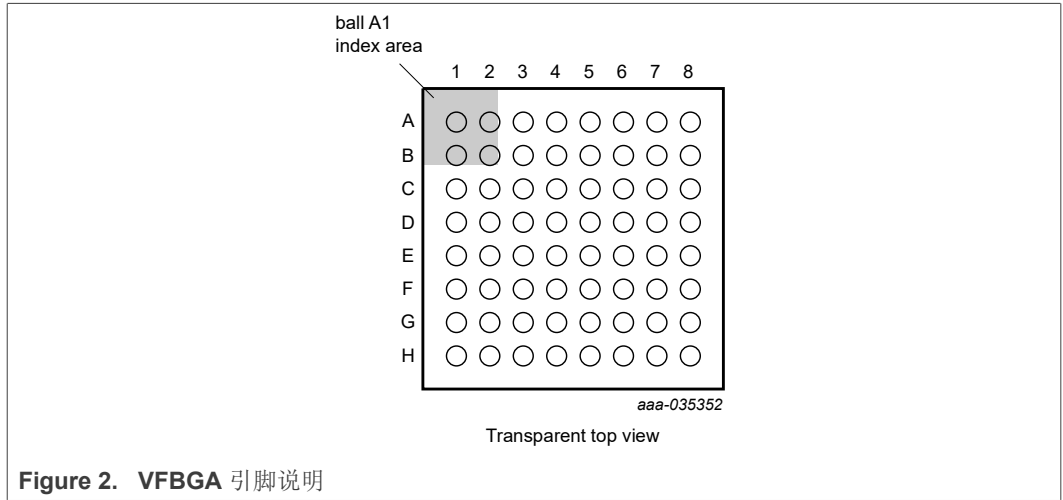 ball A1
index area
1 2 3 4 5 6 7 8
A
B
C
D
E
F
G
H
aaa-035352
Transparent top view
Figure 2. VFBGA 引脚说明